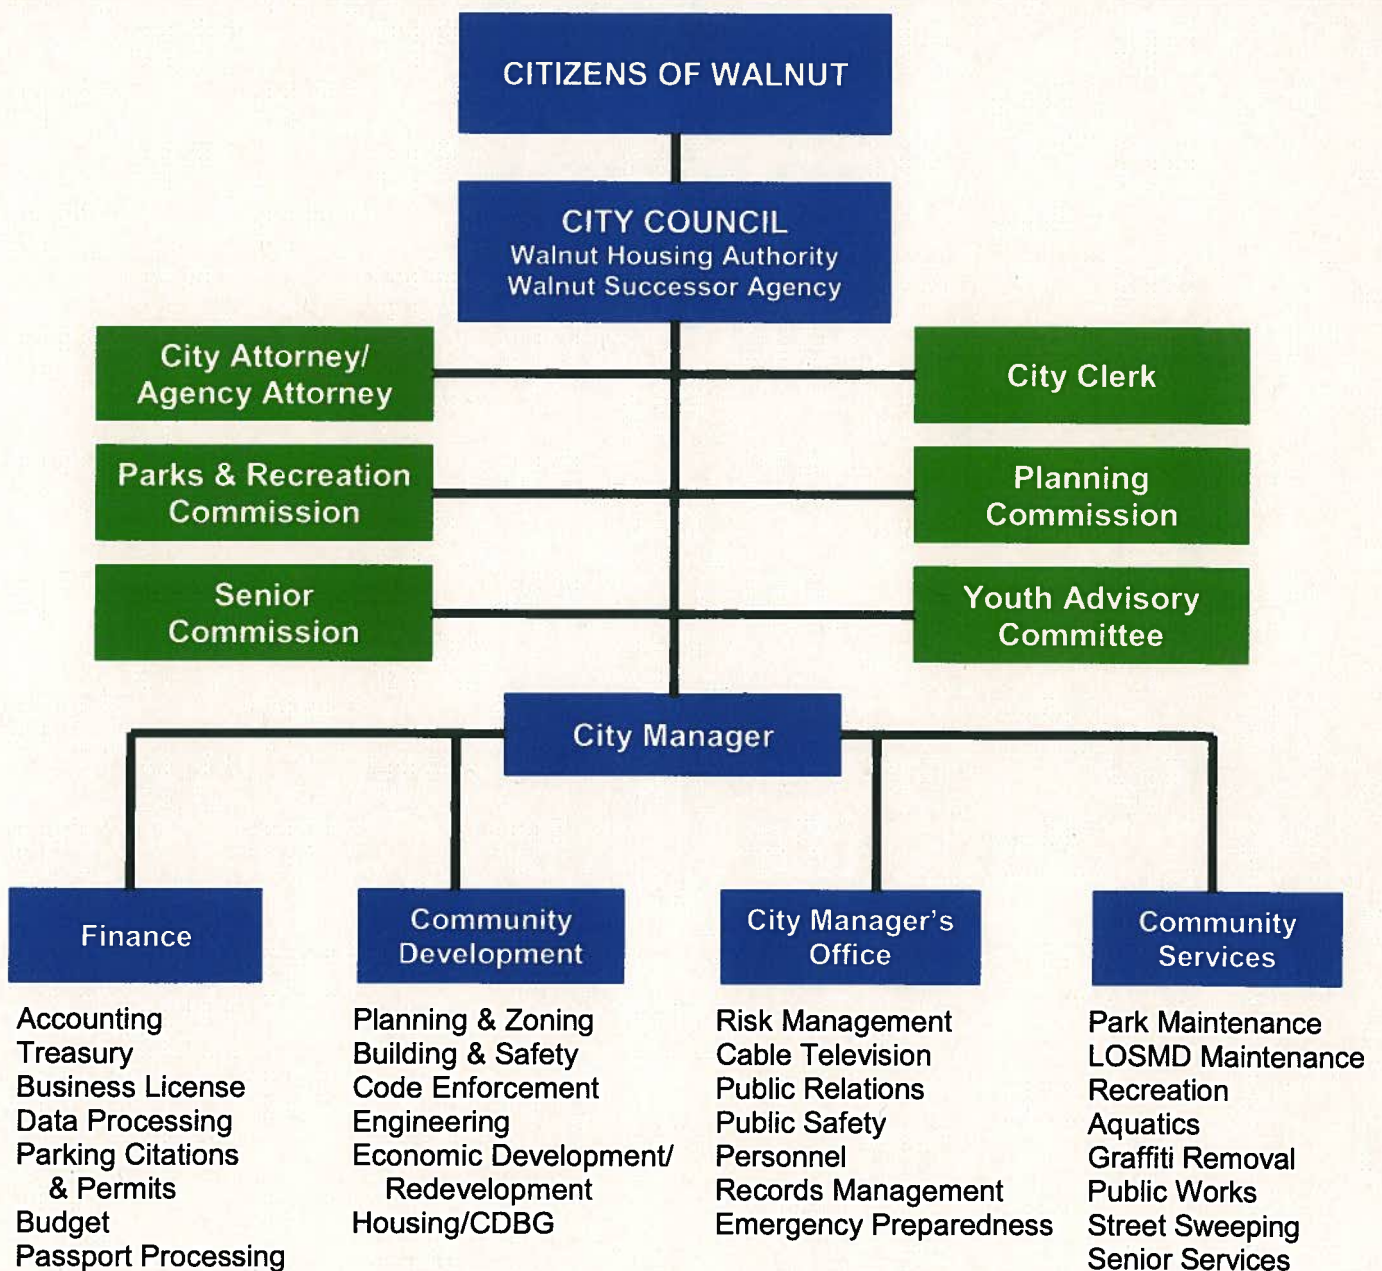 CITIZENS OF WALNUT
CITY COUNCIL
Walnut Housing Authority
Walnut Successor Agency
City Attorney/
Agency Attorney
City Clerk
Parks & Recreation
Commission
Planning
Commission
Senior
Commission
Youth Advisory
Committee
City Manager
Finance
Accounting
Treasury
Business License
Data Processing
Parking Citations
& Permits
Budget
Passport Processing
Community
Development
Planning & Zoning
Building & Safety
Code Enforcement
Engineering
Economic Development/
Redevelopment
Housing/CDBG
City Manager's
Office
Risk Management
Cable Television
Public Relations
Public Safety
Personnel
Records Management
Emergency Preparedness
Community
Services
Park Maintenance
LOSMD Maintenance
Recreation
Aquatics
Graffiti Removal
Public Works
Street Sweeping
Senior Services